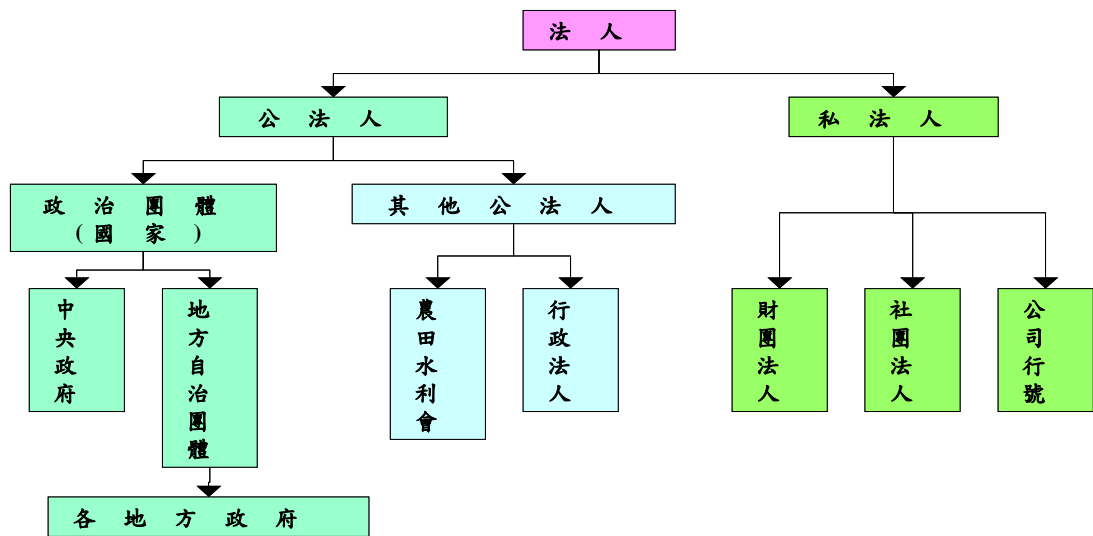 法人
公法人
私法人
政治團體
(國家)
其他公法人
中央政府
地方自治團體
農田水利會
行政法人
財團法人
社團法人
公司行號
各地方政府